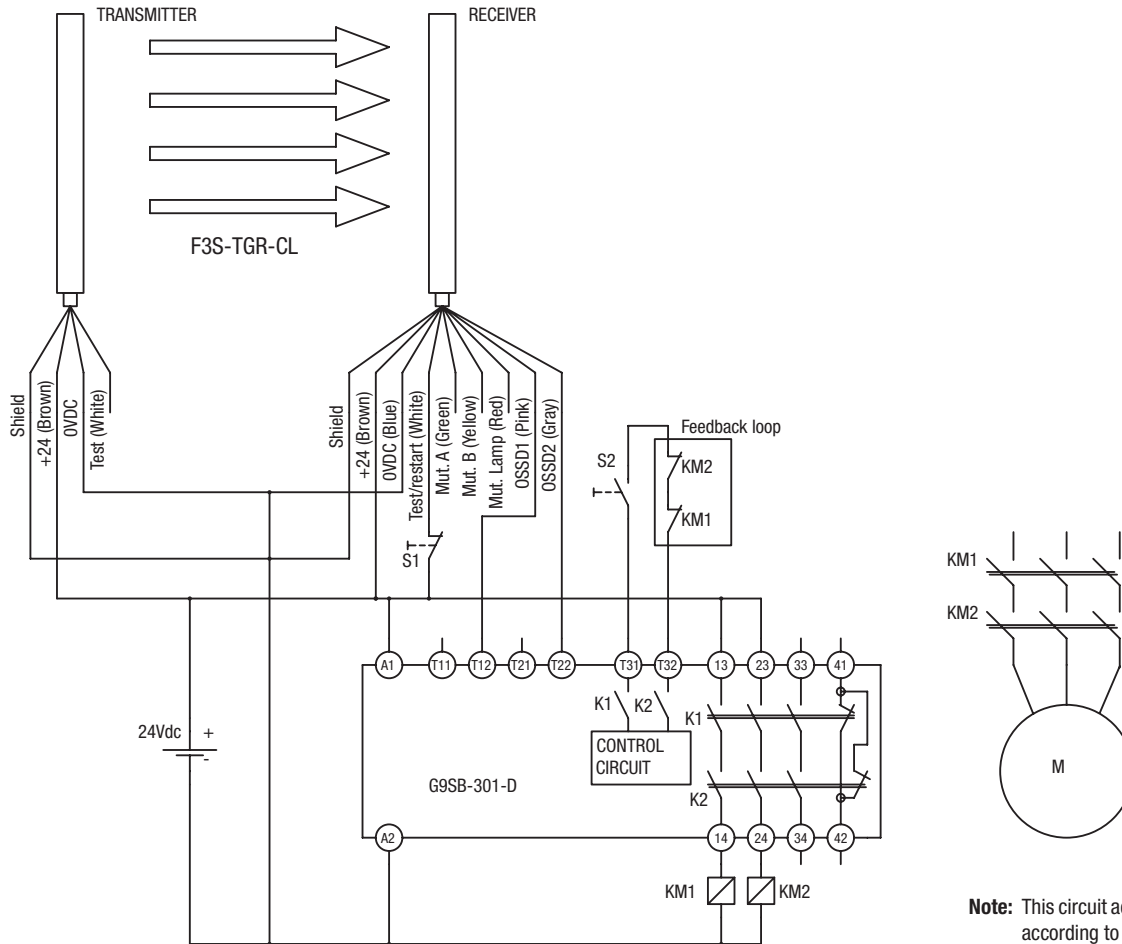 TRANSMITTER
RECEIVER
F3S-TGR-CL
Shield
+24 (Brown)
0VDC
Test (White)
Shield
+24 (Brown)
0VDC (Blue)
Test/restart (White)
Mut. A (Green)
Mut. B (Yellow)
Mut. Lamp (Red)
OSSD1 (Pink)
OSSD2 (Gray)
Feedback loop
S2
KM2
KM1
S1
KM1
KM2
A1
T11
T12
T21
T22
T31
T32
13
23
33
41
K1
K2
K1
24Vdc
+
-
CONTROL
CIRCUIT
G9SB-301-D
K2
M
A2
14
24
34
42
KM1
KM2
Note: This circuit
according to